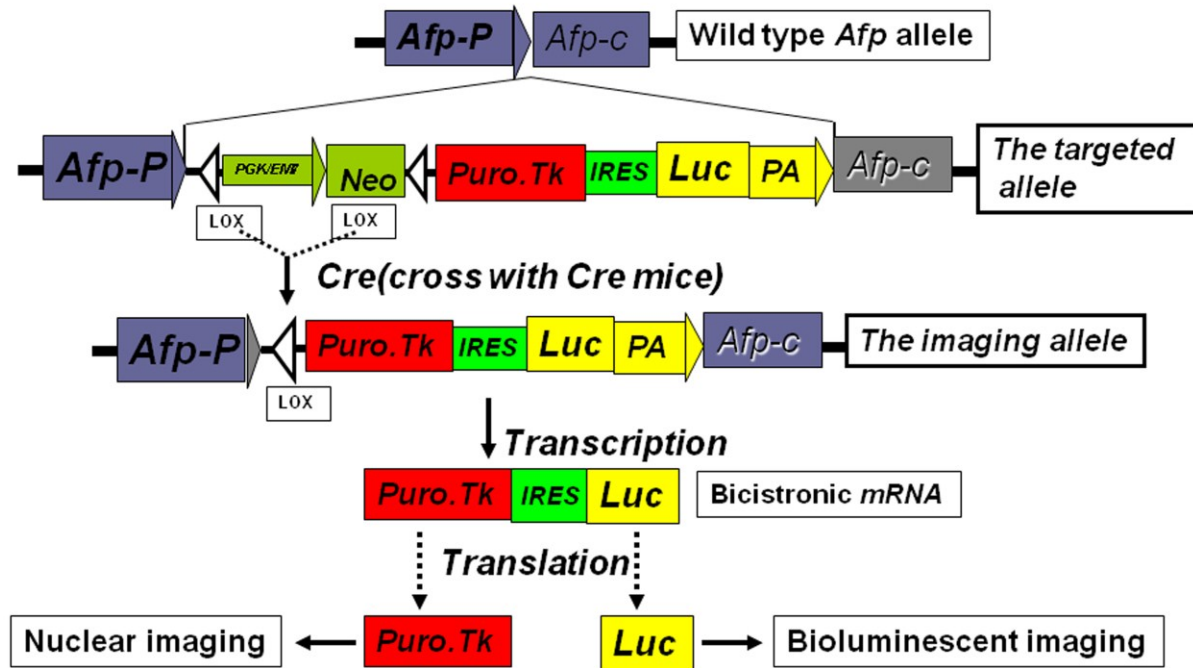 Afp-P Afp-c Wild type Afp allele
Afp-P PGK/EM7 Neo Puro.Tk IRES Luc PA Afp-c The targeted
allele
LOX LOX
Cre(cross with Cre mice)
Afp-P Puro.Tk IRES Luc PA Afp-c The imaging allele
LOX
Transcription
Puro.Tk IRES Luc Bicistronic mRNA
Translation
Nuclear imaging Puro.Tk Luc Bioluminescent imaging